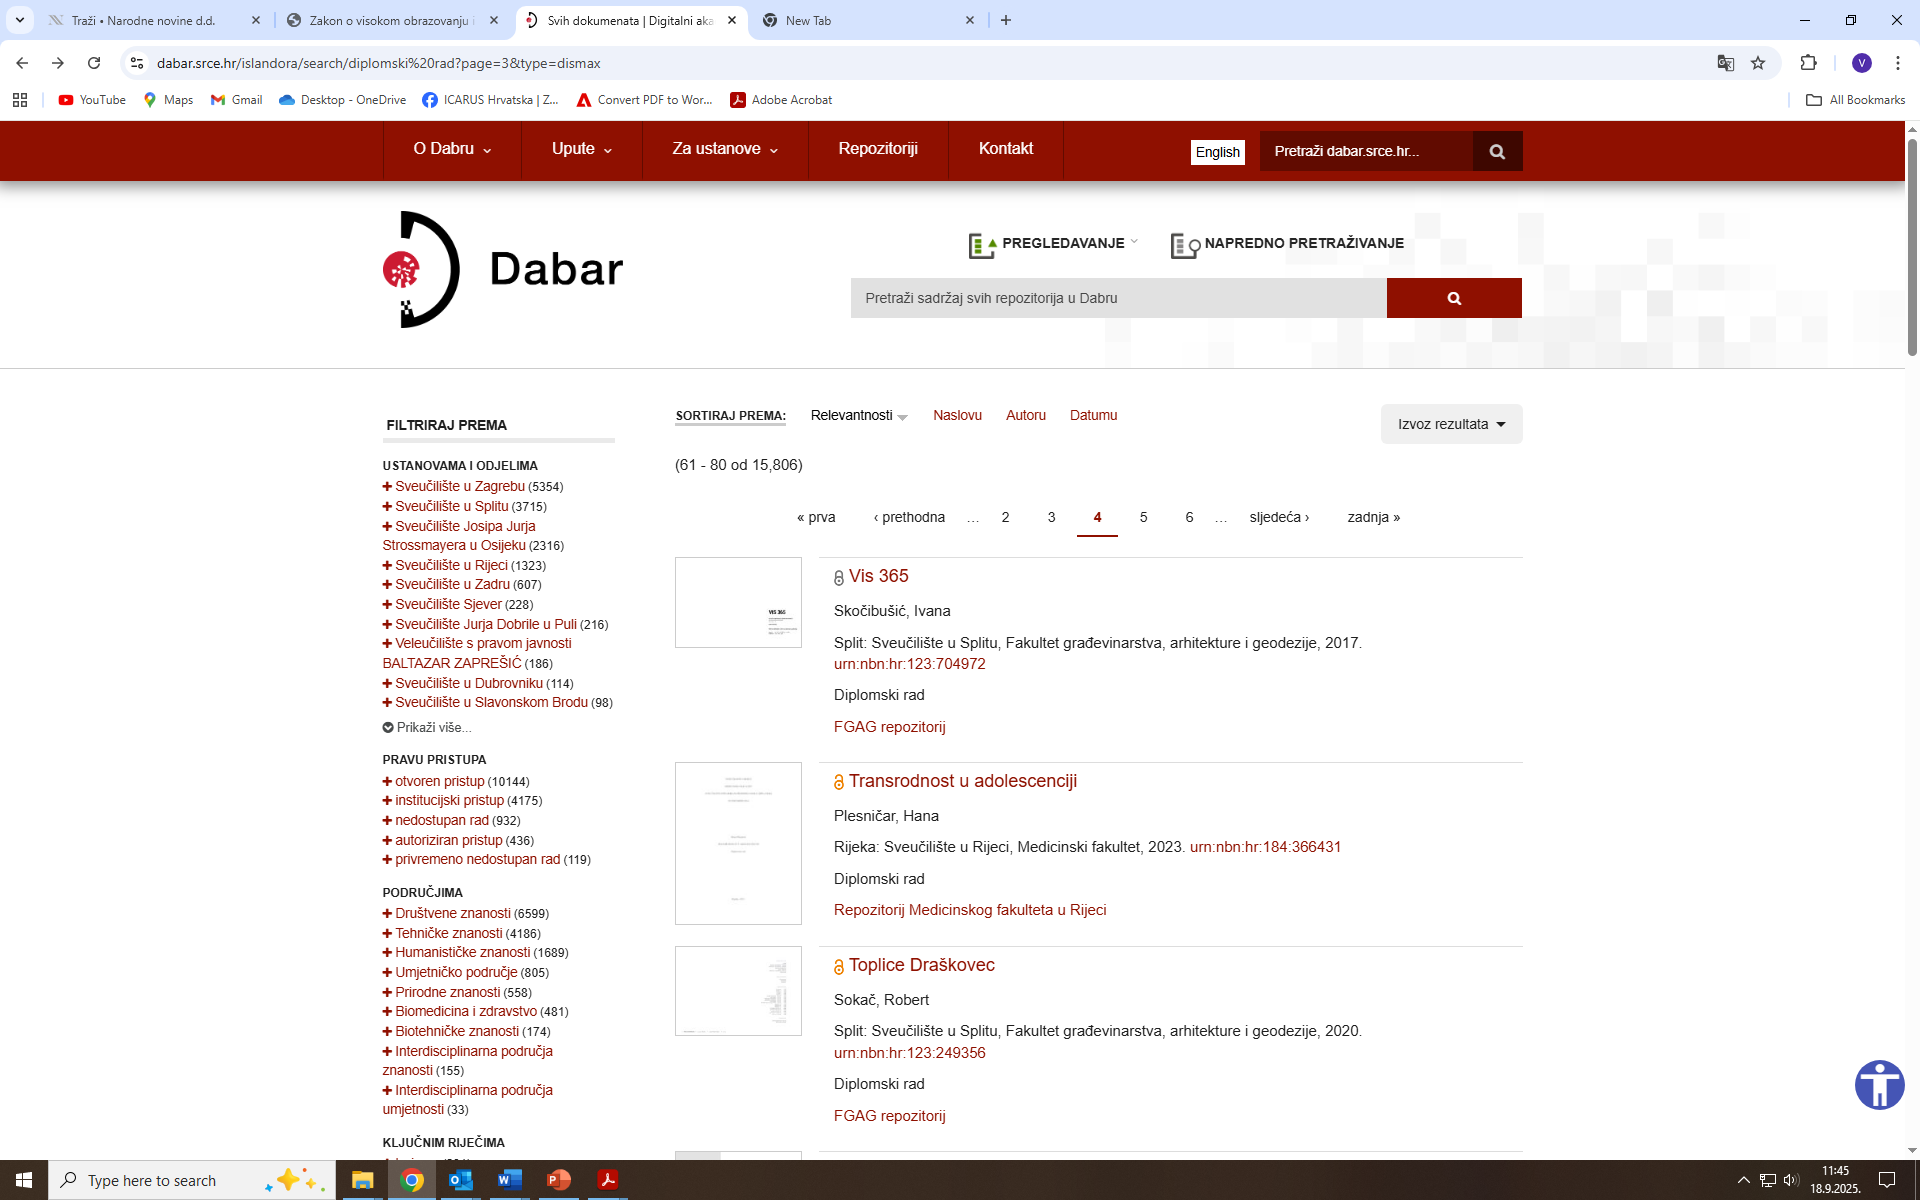 Traži • Narodne novine d.d.
Zakon o visokom obrazovanju i
Svih dokumenata | Digitalni aka
New Tab
dabar.srce.hr/islandora/search/diplomski%20rad?page=3&type=dismax
V
YouTube
Maps
Gmail
Desktop - OneDrive
ICARUS Hrvatska | Z...
Convert PDF to Wor...
Adobe Acrobat
All Bookmarks
O Dabru
Upute
Za ustanove
Repozitoriji
Kontakt
English
Pretraži dabar.srce.hr...
Dabar
PREGLEDAVANJE
NAPREDNO PRETRAŽIVANJE
Pretraži sadržaj svih repozitorija u Dabru
FILTRIRAJ PREMA
USTANOVAMA I ODJELIMA
Sveučilište u Zagrebu (5354)
Sveučilište u Splitu (3715)
Sveučilište Josipa Jurja
Strossmayera u Osijeku (2316)
Sveučilište u Rijeci (1323)
Sveučilište u Zadru (607)
Sveučilište Sjever (228)
Sveučilište Jurja Dobrile u Puli (216)
Veleučilište s pravom javnosti
BALTAZAR ZAPREŠIĆ (186)
Sveučilište u Dubrovniku (114)
Sveučilište u Slavonskom Brodu (98)
Prikaži više...
PRAVU PRISTUPA
otvoren pristup (10144)
institucijski pristup (4175)
nedostupan rad (932)
autoriziran pristup (436)
privremeno nedostupan rad (119)
PODRUČJIMA
Društvene znanosti (6599)
Tehničke znanosti (4186)
Humanističke znanosti (1689)
Umjetničko područje (805)
Prirodne znanosti (558)
Biomedicina i zdravstvo (481)
Biotehničke znanosti (174)
Interdisciplinarna područja
znanosti (155)
Interdisciplinarna područja
umjetnosti (33)
KLJUČNIM RIJEČIMA
SORTIRAJ PREMA:
Relevantnosti
Naslovu
Autoru
Datumu
Izvoz rezultata
(61 - 80 od 15,806)
« prva ‹ prethodna … 2 3 4 5 6 … sljedeća › zadnja »
VIS 365
Vis 365
Skočibušić, Ivana
Split: Sveučilište u Splitu, Fakultet građevinarstva, arhitekture i geodezije, 2017.
urn:nbn:hr:123:704972
Diplomski rad
FGAG repozitorij
Transrodnost u adolescenciji
Plesničar, Hana
Rijeka: Sveučilište u Rijeci, Medicinski fakultet, 2023. urn:nbn:hr:184:366431
Diplomski rad
Repozitorij Medicinskog fakulteta u Rijeci
Toplice Draškovec
Sokač, Robert
Split: Sveučilište u Splitu, Fakultet građevinarstva, arhitekture i geodezije, 2020.
urn:nbn:hr:123:249356
Diplomski rad
FGAG repozitorij
Type here to search
11:45
18.9.2025.